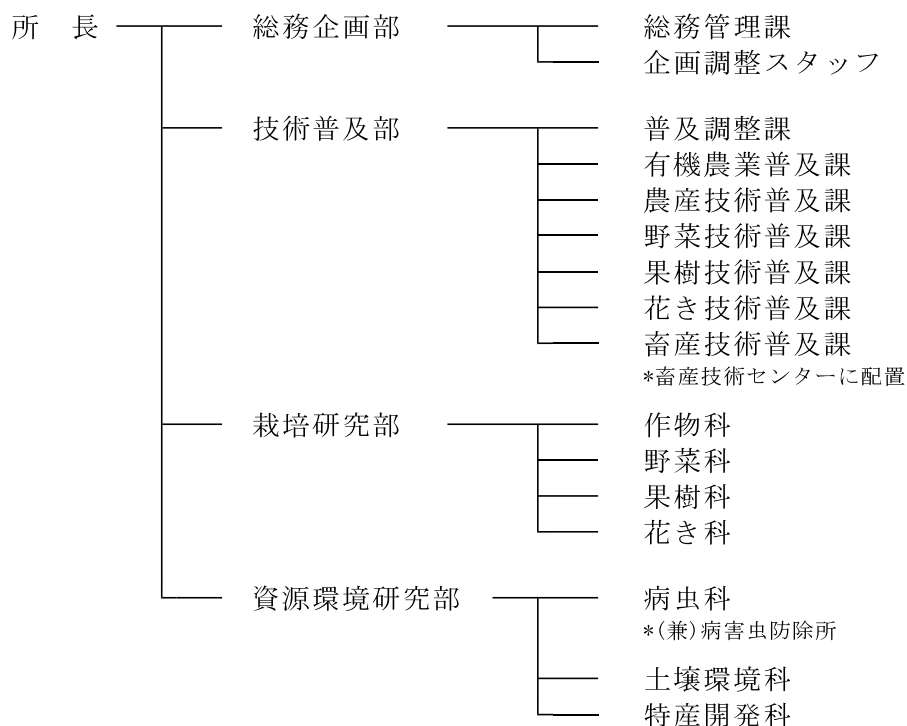 所　長　総務企画部　総務管理課
企画調整スタッフ
技術普及部　普及調整課
有機農業普及課
農産技術普及課
野菜技術普及課
果樹技術普及課
花き技術普及課
畜産技術普及課
*畜産技術センターに配置
栽培研究部　作物科
野菜科
果樹科
花き科
資源環境研究部　病虫科
*(兼)病害虫防除所
土壌環境科
特産開発科